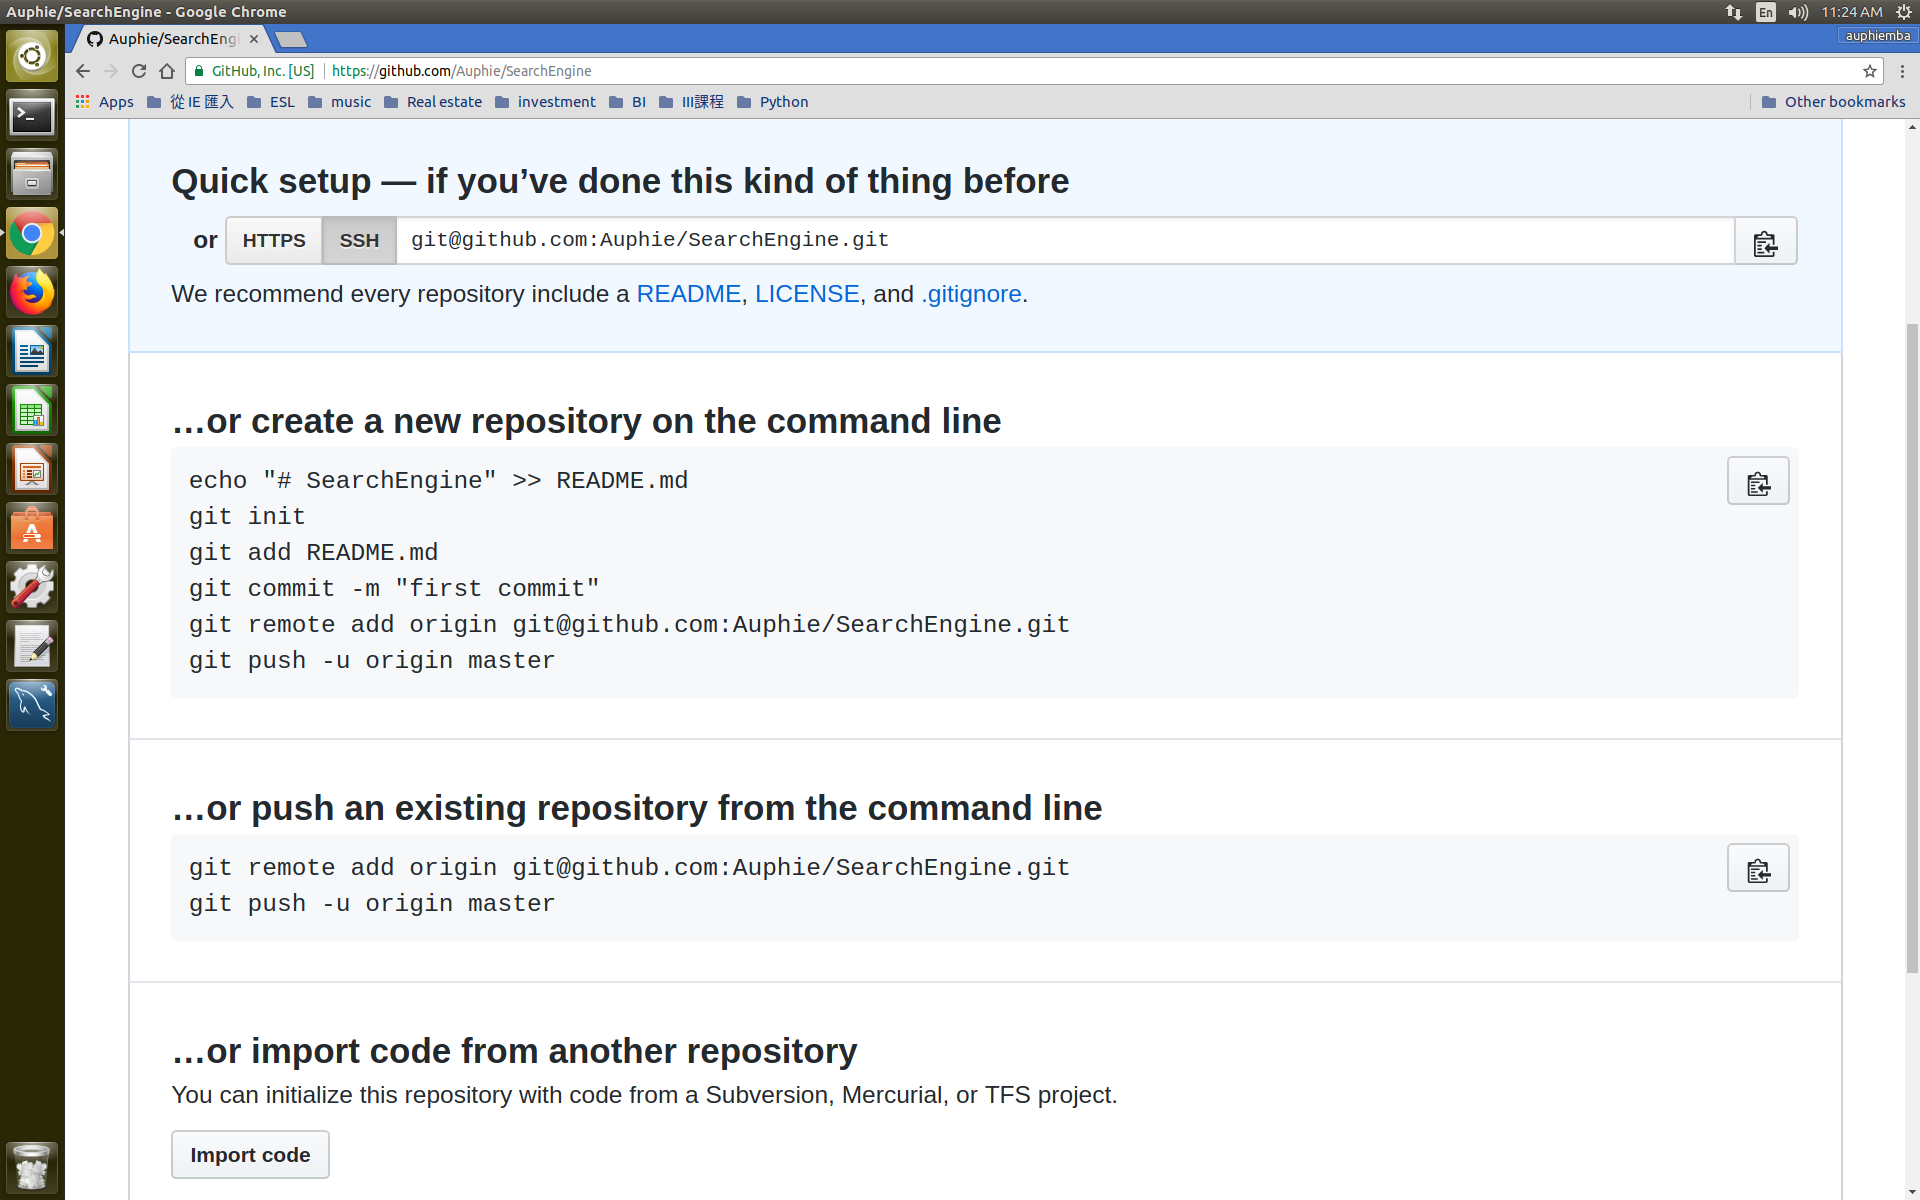 Auphie/SearchEngine - Google Chrome
En
11:24 AM
Auphie/SearchEngi
auphiemba
GitHub, Inc. [US]
https://github.com/Auphie/SearchEngine
Apps
從 IE 匯入
ESL
music
Real estate
investment
BI
III課程
Python
Other bookmarks
Quick setup — if you’ve done this kind of thing before
or HTTPS SSH git@github.com:Auphie/SearchEngine.git
We recommend every repository include a README, LICENSE, and .gitignore.
…or create a new repository on the command line
echo "# SearchEngine" >> README.md
git init
git add README.md
git commit -m "first commit"
git remote add origin git@github.com:Auphie/SearchEngine.git
git push -u origin master
…or push an existing repository from the command line
git remote add origin git@github.com:Auphie/SearchEngine.git
git push -u origin master
…or import code from another repository
You can initialize this repository with code from a Subversion, Mercurial, or TFS project.
Import code